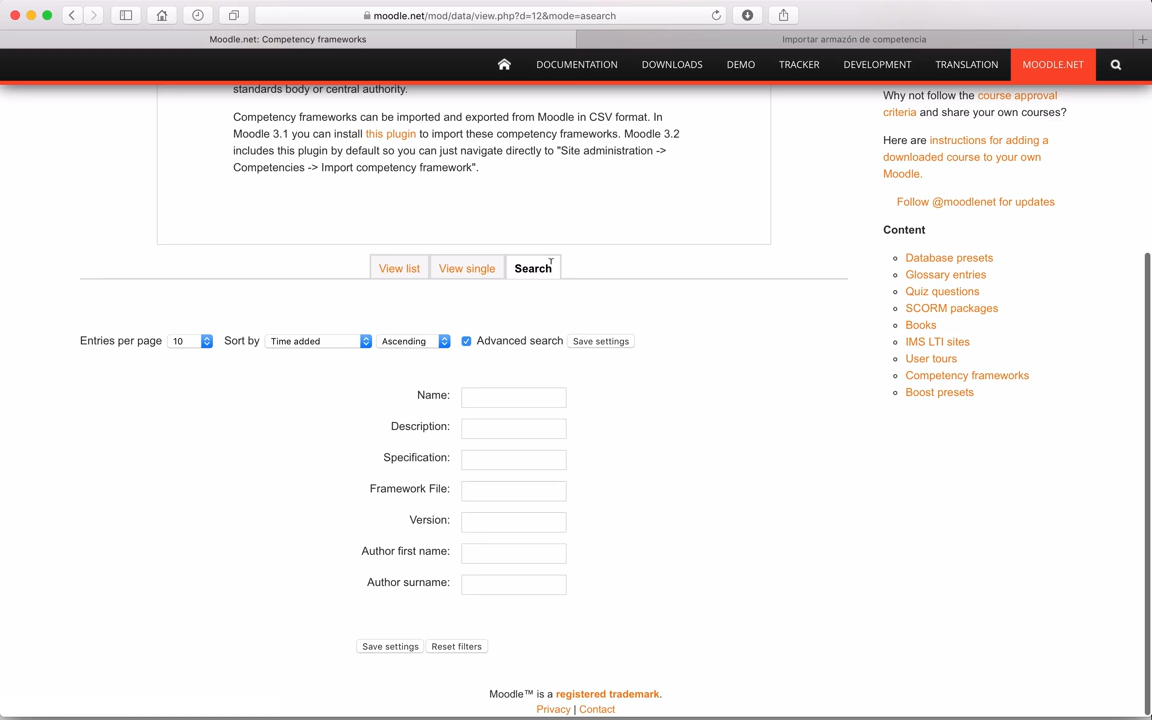 moodle.net/mod/data/view.php?d=12&mode=asearch
Moodle.net: Competency frameworks
Importar armazón de competencia
DOCUMENTATION
DOWNLOADS
DEMO
TRACKER
DEVELOPMENT
TRANSLATION
MOODLE.NET
standards body or central authority.
Competency frameworks can be imported and exported from Moodle in CSV format. In
Moodle 3.1 you can install this plugin to import these competency frameworks. Moodle 3.2
includes this plugin by default so you can just navigate directly to "Site administration ->
Competencies -> Import competency framework".
View list
View single
Search
Entries per page
10
Sort by
Time added
Ascending
Advanced search
Save settings
Name:
Description:
Specification:
Framework File:
Version:
Author first name:
Author surname:
Save settings
Reset filters
Why not follow the course approval
criteria and share your own courses?
Here are instructions for adding a
downloaded course to your own
Moodle.
Follow @moodlenet for updates
Content
Database presets
Glossary entries
Quiz questions
SCORM packages
Books
IMS LTI sites
User tours
Competency frameworks
Boost presets
Moodle™ is a registered trademark.
Privacy | Contact